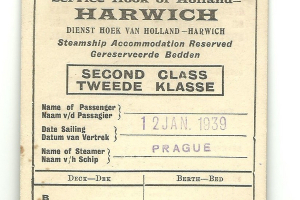 Service Hook of Holland-
HARWICH
DIENST HOEK VAN HOLLAND-HARWICH
Steamship Accommodation Reserved
Gereserveerde Bedden
SECOND CLASS
TWEEDE KLASSE
Name of Passenger
Naam v/d Passagier
Date Sailing
Datum van Vertrek
12 JAN. 1939
Name of Steamer
Naam v/h Schip
PRAGUE
DECK-DEK BERTH-BED
B